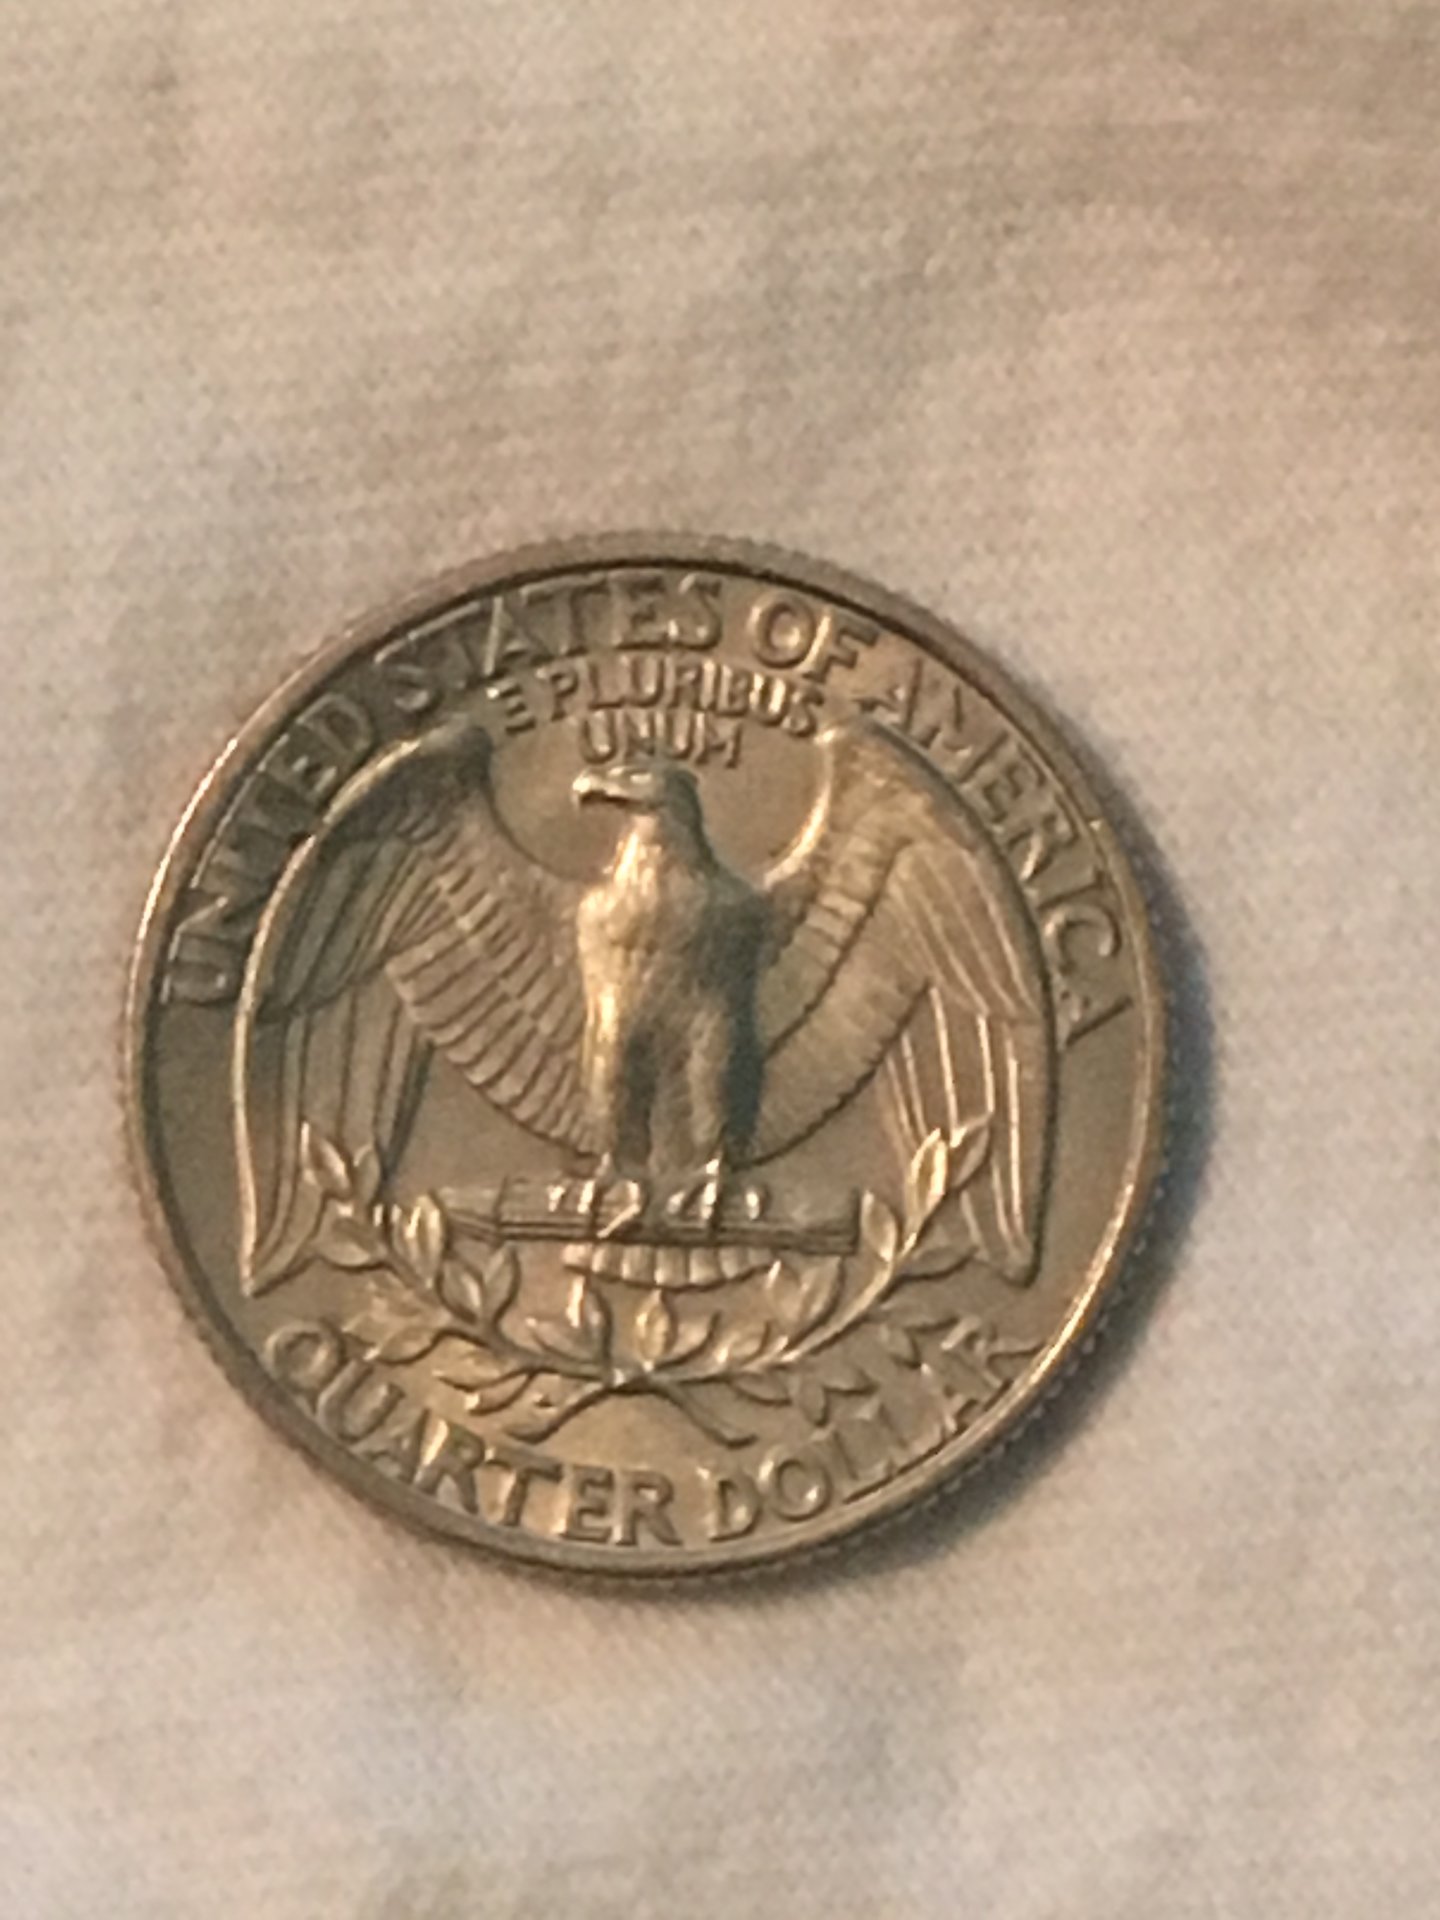 UNITED STATES OF AMERICA
E PLURIBUS
UNUM
QUARTER DOLLAR